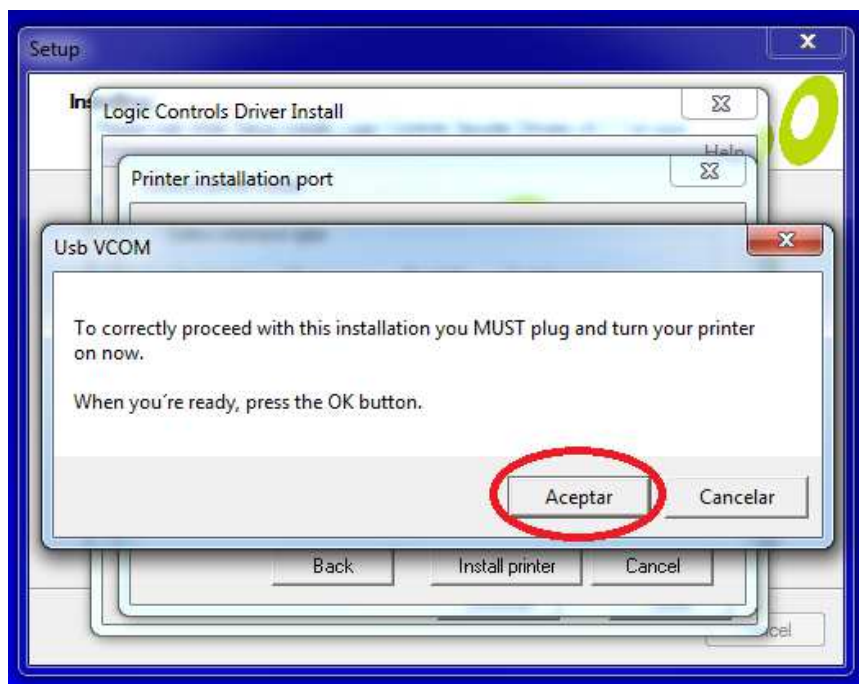 Setup
Logic Controls Driver Install
Help
Printer installation port
Usb VCOM
To correctly proceed with this installation you MUST plug and turn your printer
on now.
When you´re ready, press the OK button.
Aceptar Cancelar
Back Install printer Cancel